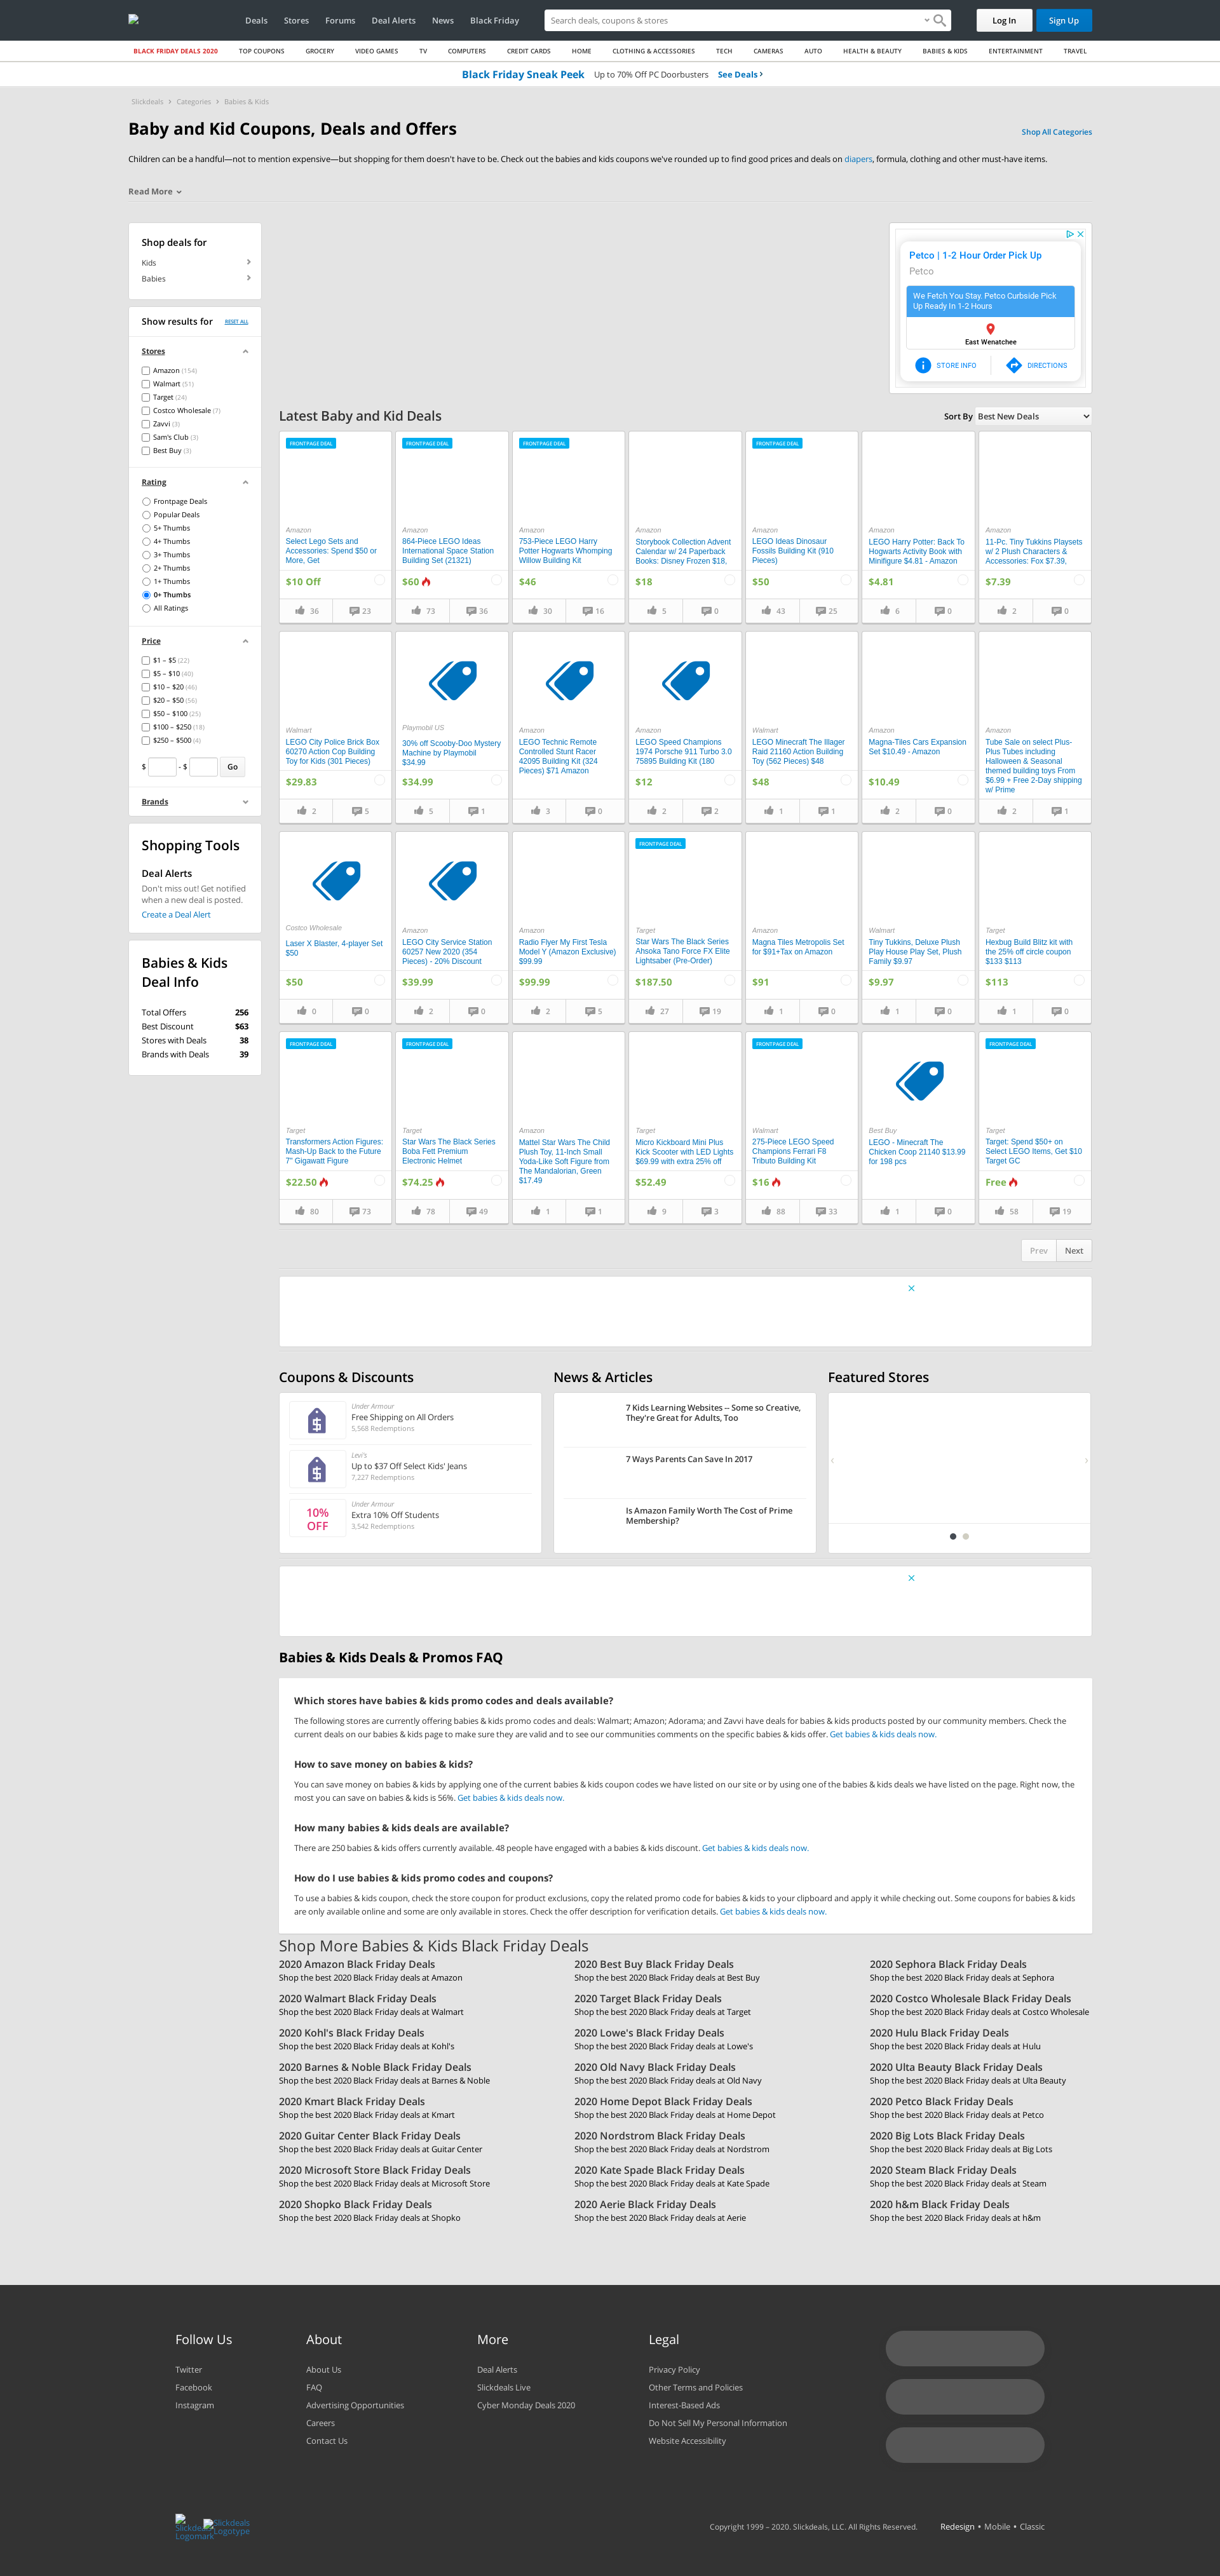 Deals
Stores
Forums
Deal Alerts
News
Black Friday
Search deals, coupons & stores
Log In
Sign Up
BLACK FRIDAY DEALS 2020
TOP COUPONS
GROCERY
VIDEO GAMES
TV
COMPUTERS
CREDIT CARDS
HOME
CLOTHING & ACCESSORIES
TECH
CAMERAS
AUTO
HEALTH & BEAUTY
BABIES & KIDS
ENTERTAINMENT
TRAVEL
Black Friday Sneak Peek Up to 70% Off PC Doorbusters See Deals
Slickdeals > Categories > Babies & Kids
Baby and Kid Coupons, Deals and Offers
Shop All Categories
Children can be a handful—not to mention expensive—but shopping for them doesn't have to be. Check out the babies and kids coupons we've rounded up to find good prices and deals on diapers, formula, clothing and other must-have items.
Read More
Shop deals for
Kids
Babies
Show results for
RESET ALL
Stores
Amazon (154)
Walmart (51)
Target (24)
Costco Wholesale (7)
Zavvi (3)
Sam's Club (3)
Best Buy (3)
Rating
Frontpage Deals
Popular Deals
5+ Thumbs
4+ Thumbs
3+ Thumbs
2+ Thumbs
1+ Thumbs
0+ Thumbs
All Ratings
Price
$1 – $5 (22)
$5 – $10 (40)
$10 – $20 (46)
$20 – $50 (56)
$50 – $100 (25)
$100 – $250 (18)
$250 – $500 (4)
$ - $ Go
Brands
Shopping Tools
Deal Alerts
Don't miss out! Get notified
when a new deal is posted.
Create a Deal Alert
Babies & Kids
Deal Info
Total Offers 256
Best Discount $63
Stores with Deals 38
Brands with Deals 39
Petco | 1-2 Hour Order Pick Up
Petco
We Fetch You Stay. Petco Curbside Pick
Up Ready In 1-2 Hours
East Wenatchee
STORE INFO
DIRECTIONS
Latest Baby and Kid Deals
Sort By Best New Deals
FRONTPAGE DEAL
Amazon
Select Lego Sets and
Accessories: Spend $50 or
More, Get
$10 Off
36 23
FRONTPAGE DEAL
Amazon
864-Piece LEGO Ideas
International Space Station
Building Set (21321)
$60
73 36
FRONTPAGE DEAL
Amazon
753-Piece LEGO Harry
Potter Hogwarts Whomping
Willow Building Kit
$46
30 16
Amazon
Storybook Collection Advent
Calendar w/ 24 Paperback
Books: Disney Frozen $18,
$18
5 0
FRONTPAGE DEAL
Amazon
LEGO Ideas Dinosaur
Fossils Building Kit (910
Pieces)
$50
43 25
Amazon
LEGO Harry Potter: Back To
Hogwarts Activity Book with
Minifigure $4.81 - Amazon
$4.81
6 0
Amazon
11-Pc. Tiny Tukkins Playsets
w/ 2 Plush Characters &
Accessories: Fox $7.39,
$7.39
2 0
Walmart
LEGO City Police Brick Box
60270 Action Cop Building
Toy for Kids (301 Pieces)
$29.83
2 5
Playmobil US
30% off Scooby-Doo Mystery
Machine by Playmobil
$34.99
$34.99
5 1
Amazon
LEGO Technic Remote
Controlled Stunt Racer
42095 Building Kit (324
Pieces) $71 Amazon
3 0
Amazon
LEGO Speed Champions
1974 Porsche 911 Turbo 3.0
75895 Building Kit (180
$12
2 2
Walmart
LEGO Minecraft The Illager
Raid 21160 Action Building
Toy (562 Pieces) $48
$48
1 1
Amazon
Magna-Tiles Cars Expansion
Set $10.49 - Amazon
$10.49
2 0
Amazon
Tube Sale on select Plus-
Plus Tubes including
Halloween & Seasonal
themed building toys From
$6.99 + Free 2-Day shipping
w/ Prime
2 1
Costco Wholesale
Laser X Blaster, 4-player Set
$50
$50
0 0
Amazon
LEGO City Service Station
60257 New 2020 (354
Pieces) - 20% Discount
$39.99
2 0
Amazon
Radio Flyer My First Tesla
Model Y (Amazon Exclusive)
$99.99
$99.99
2 5
FRONTPAGE DEAL
Target
Star Wars The Black Series
Ahsoka Tano Force FX Elite
Lightsaber (Pre-Order)
$187.50
27 19
Amazon
Magna Tiles Metropolis Set
for $91+Tax on Amazon
$91
1 0
Walmart
Tiny Tukkins, Deluxe Plush
Play House Play Set, Plush
Family $9.97
$9.97
1 0
Target
Hexbug Build Blitz kit with
the 25% off circle coupon
$133 $113
$113
1 0
FRONTPAGE DEAL
Target
Transformers Action Figures:
Mash-Up Back to the Future
7" Gigawatt Figure
$22.50
80 73
FRONTPAGE DEAL
Target
Star Wars The Black Series
Boba Fett Premium
Electronic Helmet
$74.25
78 49
Amazon
Mattel Star Wars The Child
Plush Toy, 11-Inch Small
Yoda-Like Soft Figure from
The Mandalorian, Green
$17.49
1 1
Target
Micro Kickboard Mini Plus
Kick Scooter with LED Lights
$69.99 with extra 25% off
$52.49
9 3
FRONTPAGE DEAL
Walmart
275-Piece LEGO Speed
Champions Ferrari F8
Tributo Building Kit
$16
88 33
Best Buy
LEGO - Minecraft The
Chicken Coop 21140 $13.99
for 198 pcs
1 0
FRONTPAGE DEAL
Target
Target: Spend $50+ on
Select LEGO Items, Get $10
Target GC
Free
58 19
Prev Next
Coupons & Discounts
Under Armour
Free Shipping on All Orders
5,568 Redemptions
Levi's
Up to $37 Off Select Kids' Jeans
7,227 Redemptions
10%
OFF
Under Armour
Extra 10% Off Students
3,542 Redemptions
News & Articles
7 Kids Learning Websites -- Some so Creative,
They're Great for Adults, Too
7 Ways Parents Can Save In 2017
Is Amazon Family Worth The Cost of Prime
Membership?
Featured Stores
Babies & Kids Deals & Promos FAQ
Which stores have babies & kids promo codes and deals available?
The following stores are currently offering babies & kids promo codes and deals: Walmart; Amazon; Adorama; and Zavvi have deals for babies & kids products posted by our community members. Check the
current deals on our babies & kids page to make sure they are valid and to see our communities comments on the specific babies & kids offer. Get babies & kids deals now.
How to save money on babies & kids?
You can save money on babies & kids by applying one of the current babies & kids coupon codes we have listed on our site or by using one of the babies & kids deals we have listed on the page. Right now, the
most you can save on babies & kids is 56%. Get babies & kids deals now.
How many babies & kids deals are available?
There are 250 babies & kids offers currently available. 48 people have engaged with a babies & kids discount. Get babies & kids deals now.
How do I use babies & kids promo codes and coupons?
To use a babies & kids coupon, check the store coupon for product exclusions, copy the related promo code for babies & kids to your clipboard and apply it while checking out. Some coupons for babies & kids
are only available online and some are only available in stores. Check the offer description for verification details. Get babies & kids deals now.
Shop More Babies & Kids Black Friday Deals
2020 Amazon Black Friday Deals
Shop the best 2020 Black Friday deals at Amazon
2020 Best Buy Black Friday Deals
Shop the best 2020 Black Friday deals at Best Buy
2020 Sephora Black Friday Deals
Shop the best 2020 Black Friday deals at Sephora
2020 Walmart Black Friday Deals
Shop the best 2020 Black Friday deals at Walmart
2020 Target Black Friday Deals
Shop the best 2020 Black Friday deals at Target
2020 Costco Wholesale Black Friday Deals
Shop the best 2020 Black Friday deals at Costco Wholesale
2020 Kohl's Black Friday Deals
Shop the best 2020 Black Friday deals at Kohl's
2020 Lowe's Black Friday Deals
Shop the best 2020 Black Friday deals at Lowe's
2020 Hulu Black Friday Deals
Shop the best 2020 Black Friday deals at Hulu
2020 Barnes & Noble Black Friday Deals
Shop the best 2020 Black Friday deals at Barnes & Noble
2020 Old Navy Black Friday Deals
Shop the best 2020 Black Friday deals at Old Navy
2020 Ulta Beauty Black Friday Deals
Shop the best 2020 Black Friday deals at Ulta Beauty
2020 Kmart Black Friday Deals
Shop the best 2020 Black Friday deals at Kmart
2020 Home Depot Black Friday Deals
Shop the best 2020 Black Friday deals at Home Depot
2020 Petco Black Friday Deals
Shop the best 2020 Black Friday deals at Petco
2020 Guitar Center Black Friday Deals
Shop the best 2020 Black Friday deals at Guitar Center
2020 Nordstrom Black Friday Deals
Shop the best 2020 Black Friday deals at Nordstrom
2020 Big Lots Black Friday Deals
Shop the best 2020 Black Friday deals at Big Lots
2020 Microsoft Store Black Friday Deals
Shop the best 2020 Black Friday deals at Microsoft Store
2020 Kate Spade Black Friday Deals
Shop the best 2020 Black Friday deals at Kate Spade
2020 Steam Black Friday Deals
Shop the best 2020 Black Friday deals at Steam
2020 Shopko Black Friday Deals
Shop the best 2020 Black Friday deals at Shopko
2020 Aerie Black Friday Deals
Shop the best 2020 Black Friday deals at Aerie
2020 h&m Black Friday Deals
Shop the best 2020 Black Friday deals at h&m
Follow Us
Twitter
Facebook
Instagram
About
About Us
FAQ
Advertising Opportunities
Careers
Contact Us
More
Deal Alerts
Slickdeals Live
Cyber Monday Deals 2020
Legal
Privacy Policy
Other Terms and Policies
Interest-Based Ads
Do Not Sell My Personal Information
Website Accessibility
Slickdeals
Logomark
Slickdeals
Logotype
Copyright 1999 – 2020. Slickdeals, LLC. All Rights Reserved.
Redesign • Mobile • Classic